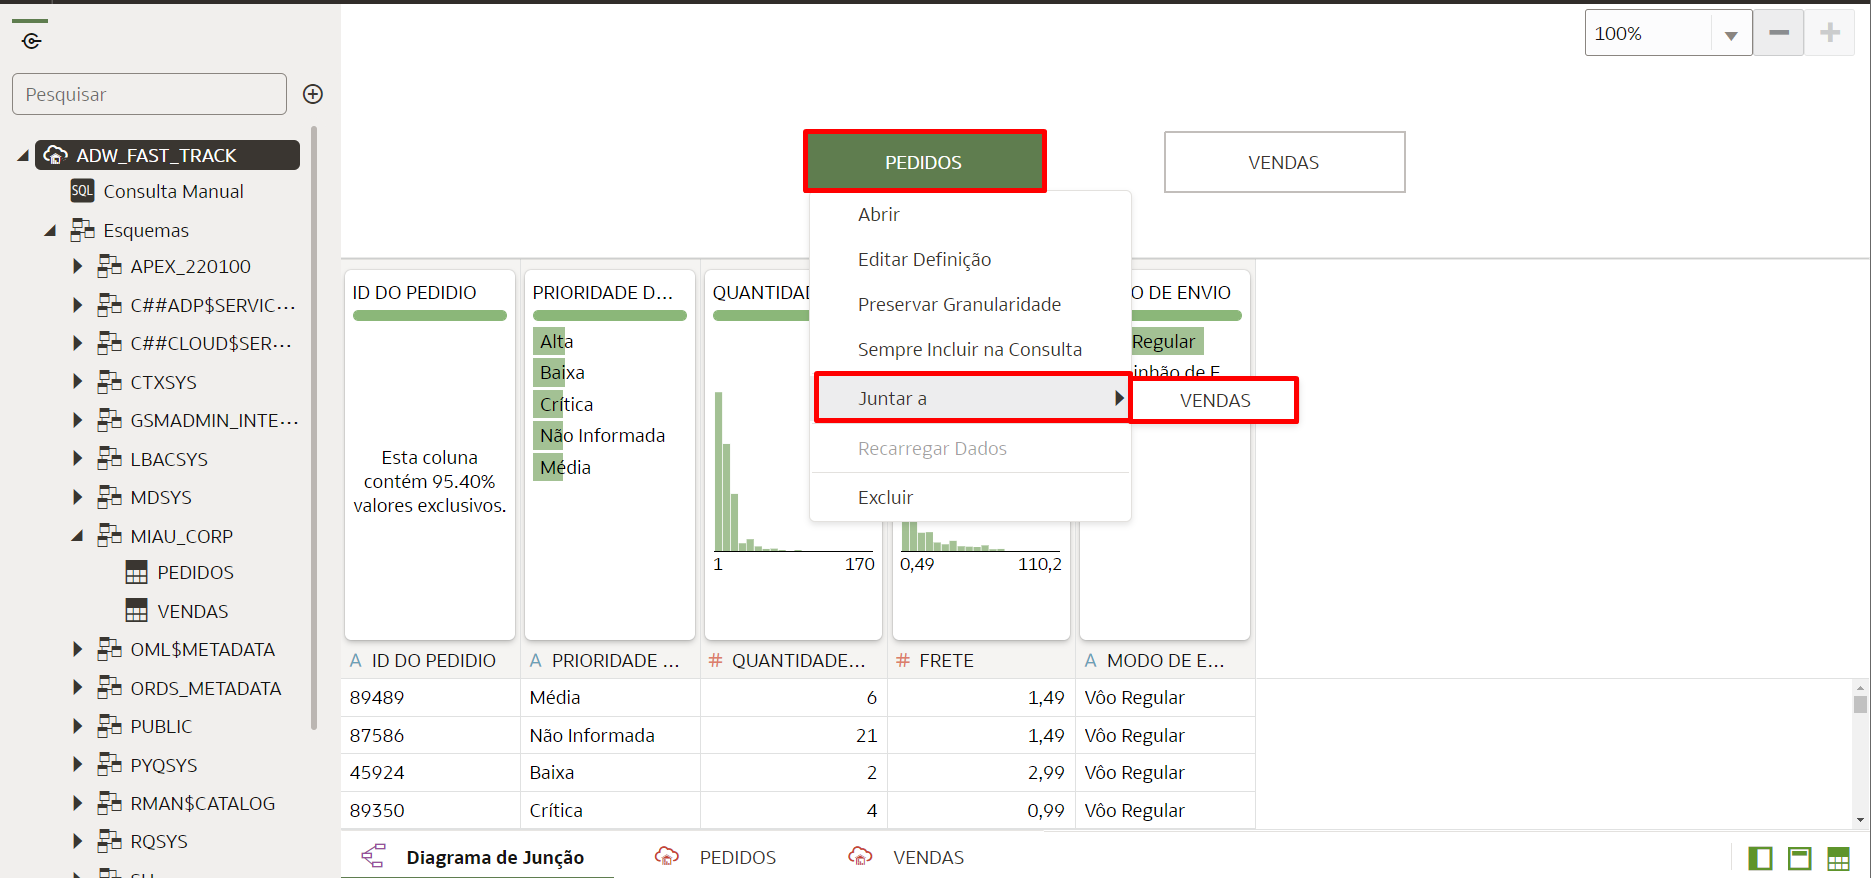 100%
Pesquisar
ADW_FAST_TRACK
SQL Consulta Manual
Esquemas
APEX_220100
C##ADP$SERVIC...
C##CLOUD$SER...
CTXSYS
GSMADMIN_INTE...
LBACSYS
MDSYS
MIAU_CORP
PEDIDOS
VENDAS
OML$METADATA
ORDS_METADATA
PUBLIC
PYQSYS
RMAN$CATALOG
RQSYS
PEDIDOS
VENDAS
Abrir
Editar Definição
Preservar Granularidade
Sempre Incluir na Consulta
Juntar a
VENDAS
Recarregar Dados
Excluir
ID DO PEDIDIO
Esta coluna
contém 95.40%
valores exclusivos.
PRIORIDADE D...
Alta
Baixa
Crítica
Não Informada
Média
QUANTIDA
1 170
0,49 110,2
O DE ENVIO
Regular
inhão de E
A ID DO PEDIDIO A PRIORIDADE ... # QUANTIDADE... # FRETE A MODO DE E...
89489 Média 6 1,49 Vôo Regular
87586 Não Informada 21 1,49 Vôo Regular
45924 Baixa 2 2,99 Vôo Regular
89350 Crítica 4 0,99 Vôo Regular
Diagrama de Junção PEDIDOS VENDAS